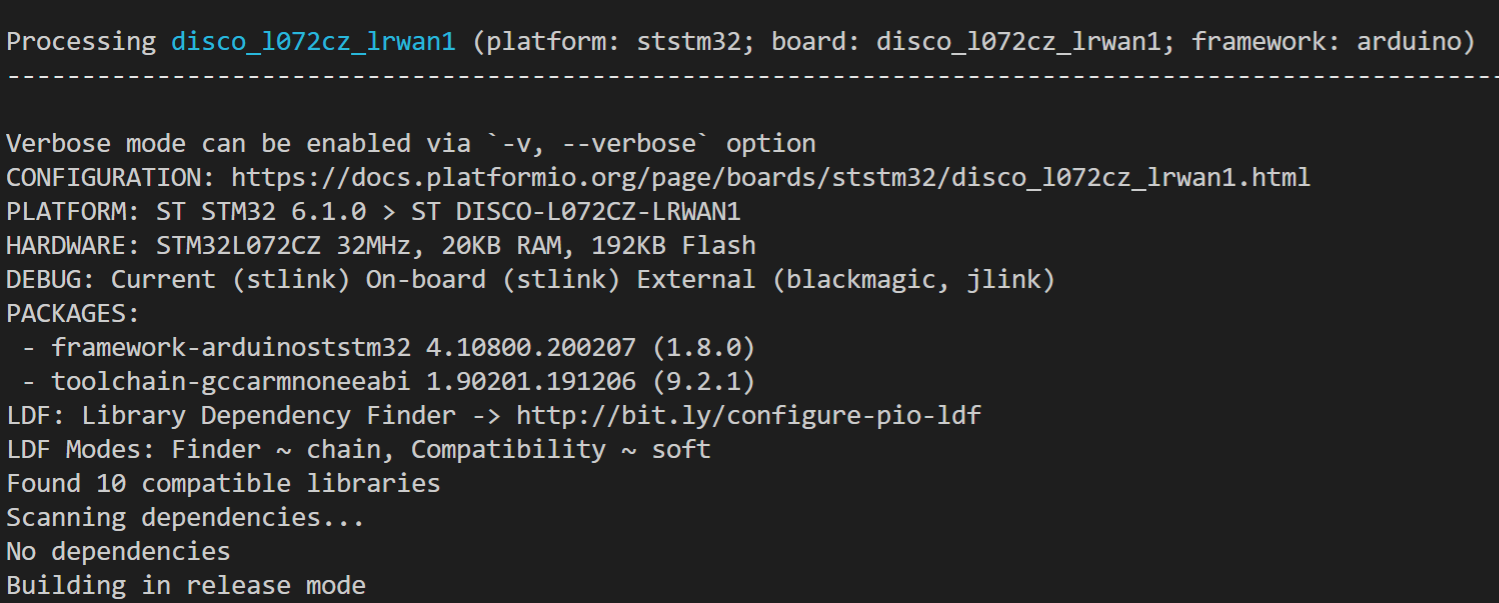 Processing disco_l072cz_lrwan1 (platform: ststm32; board: disco_l072cz_lrwan1; framework: arduino)
----------------------------------------------------------------------------------------------------
Verbose mode can be enabled via `-v, --verbose` option
CONFIGURATION: https://docs.platformio.org/page/boards/ststm32/disco_l072cz_lrwan1.html
PLATFORM: ST STM32 6.1.0 > ST DISCO-L072CZ-LRWAN1
HARDWARE: STM32L072CZ 32MHz, 20KB RAM, 192KB Flash
DEBUG: Current (stlink) On-board (stlink) External (blackmagic, jlink)
PACKAGES:
 - framework-arduinoststm32 4.10800.200207 (1.8.0)
 - toolchain-gccarmnoneeabi 1.90201.191206 (9.2.1)
LDF: Library Dependency Finder -> http://bit.ly/configure-pio-ldf
LDF Modes: Finder ~ chain, Compatibility ~ soft
Found 10 compatible libraries
Scanning dependencies...
No dependencies
Building in release mode